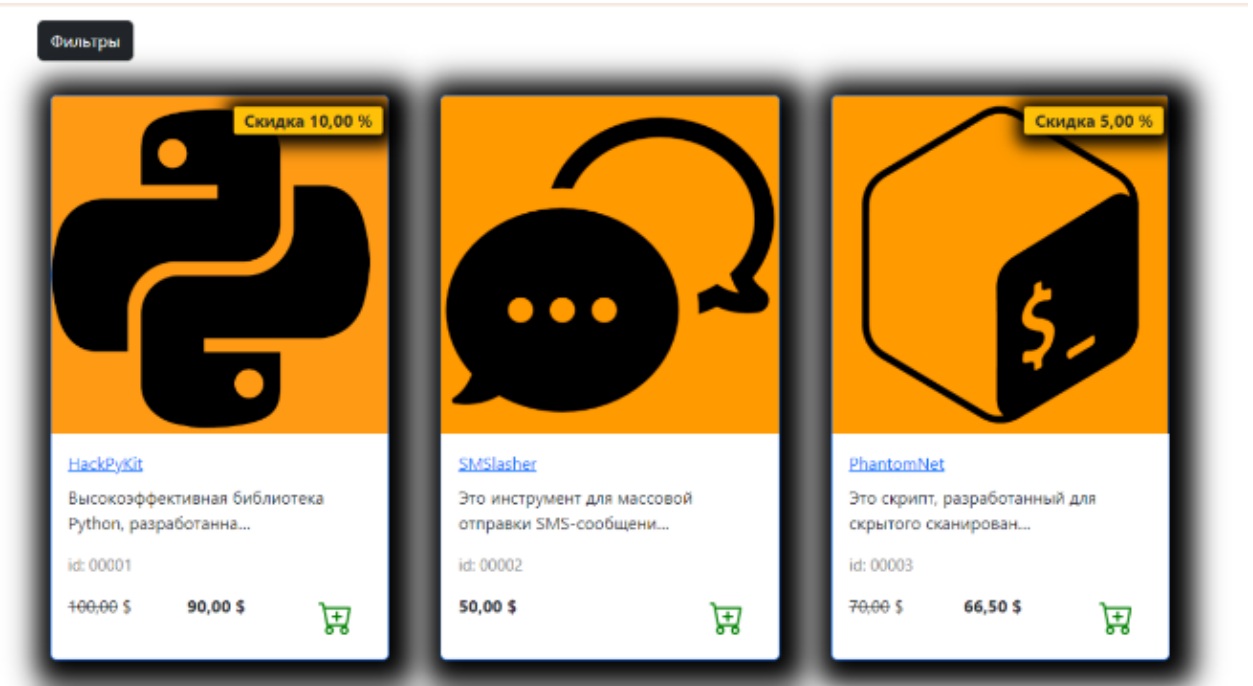 Фильтры
Скидка 10,00 %
HackPyKit
Высокоэффективная библиотека
Python, разработанна...
id: 00001
100,00 $ 90,00 $
SMSlasher
Это инструмент для массовой
отправки SMS-сообщени...
id: 00002
50,00 $
Скидка 5,00 %
$_
PhantomNet
Это скрипт, разработанный для
скрытого сканирован...
id: 00003
70,00 $ 66,50 $